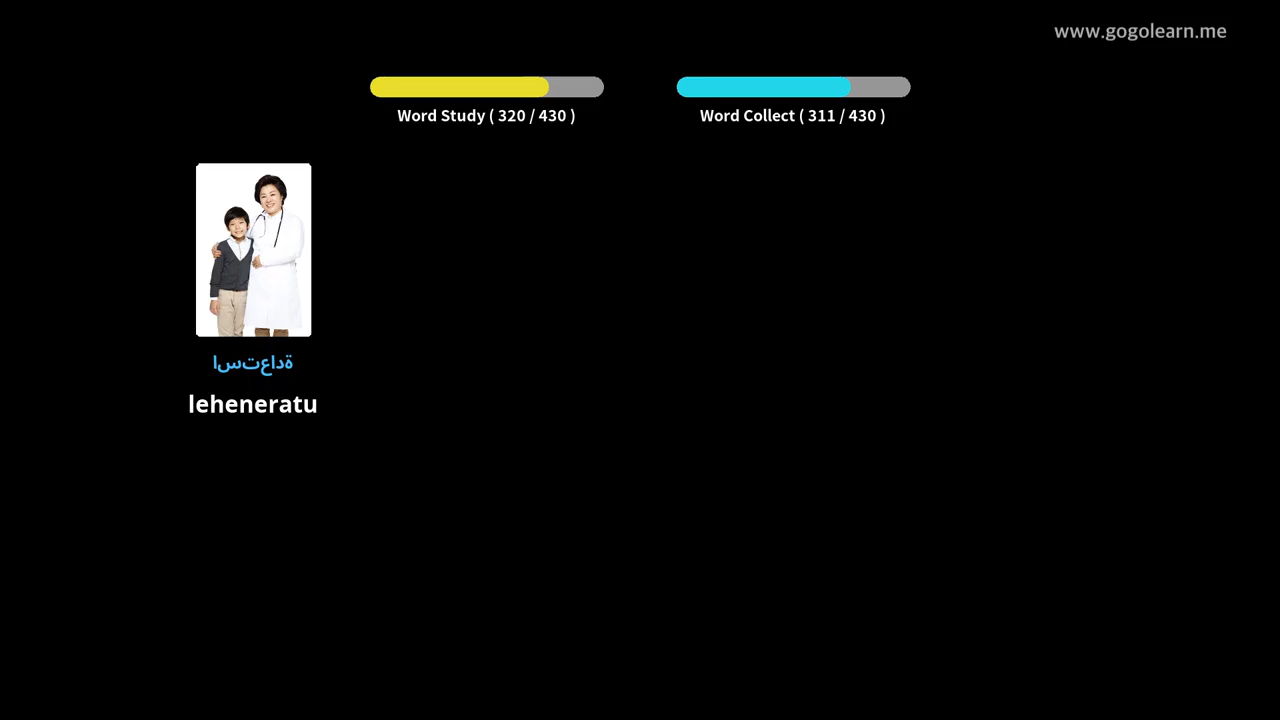 www.gogolearn.me
Word Study ( 320 / 430 )
Word Collect ( 311 / 430 )
استعادة
leheneratu